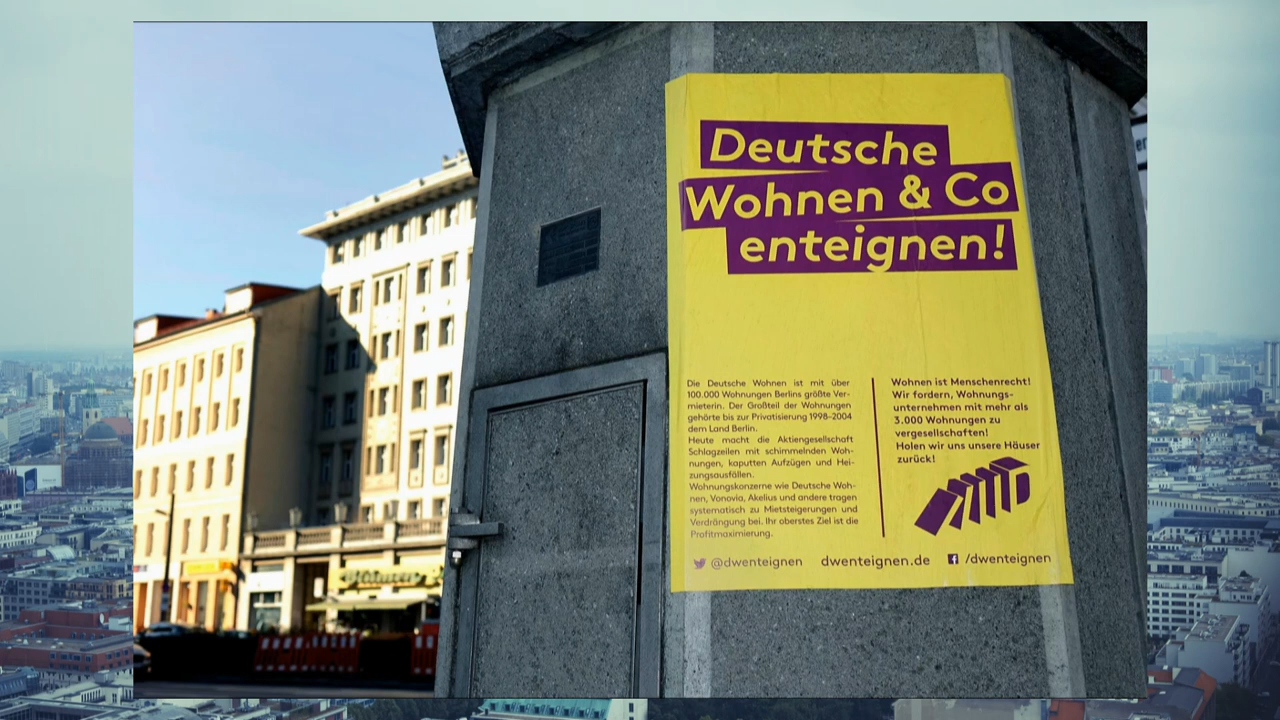 Deutsche
Wohnen & Co
enteignen!
Die Deutsche Wohnen ist mit über
100.000 Wohnungen Berlins größte Ver-
mieterin. Der Großteil der Wohnungen
gehörte bis zur Privatisierung 1998–2004
dem Land Berlin.
Heute macht die Aktiengesellschaft
Schlagzeilen mit schimmelnden Woh-
nungen, kaputten Aufzügen und Hei-
zungsausfällen.
Wohnungskonzerne wie Deutsche Woh-
nen, Vonovia, Akelius und andere tragen
systematisch zu Mietsteigerungen und
Verdrängung bei. Ihr oberstes Ziel ist die
Profitmaximierung.
Wohnen ist Menschenrecht!
Wir fordern, Wohnungs-
unternehmen mit mehr als
3.000 Wohnungen zu
vergesellschaften!
Holen wir uns unsere Häuser
zurück!
@dwenteignen dwenteignen.de /dwenteignen